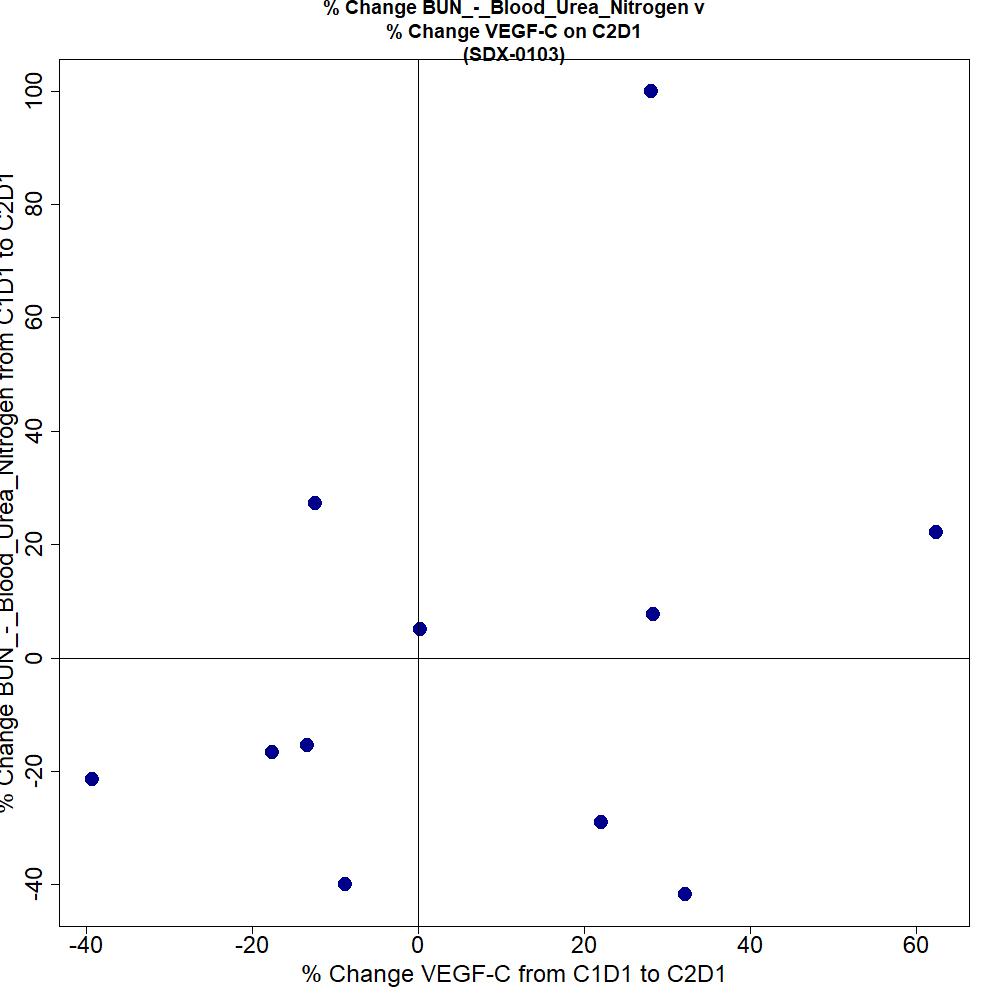 % Change BUN_-_Blood_Urea_Nitrogen v
% Change VEGF-C on C2D1
(SDX-0103)
% Change BUN_-_Blood_Urea_Nitrogen from C1D1 to C2D1
100
80
60
40
20
0
-20
-40
-40 -20 0 20 40 60
% Change VEGF-C from C1D1 to C2D1